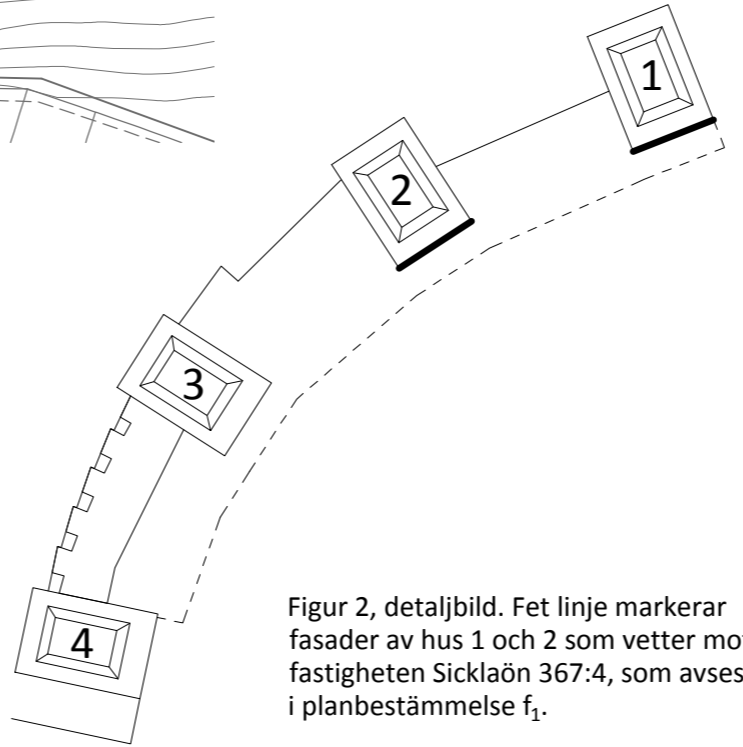 1
2
3
4
Figur 2, detaljbild. Fet linje markerar
fasader av hus 1 och 2 som vetter
fastigheten Sicklaön 367:4, som avses
i planbestämmelse f₁.